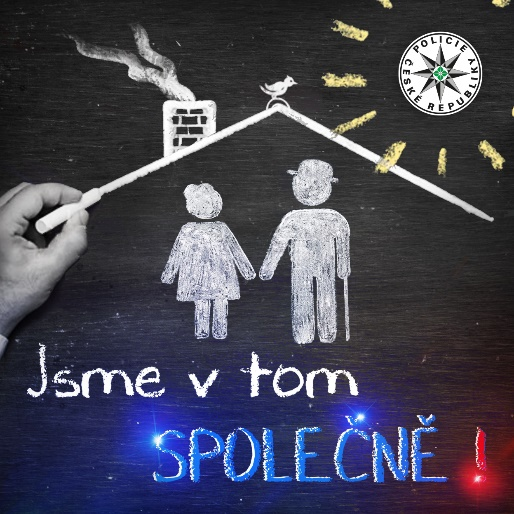 POLICIE
ČESKÉ REPUBLIKY
Jsme v tom
SPOLEČNĚ !